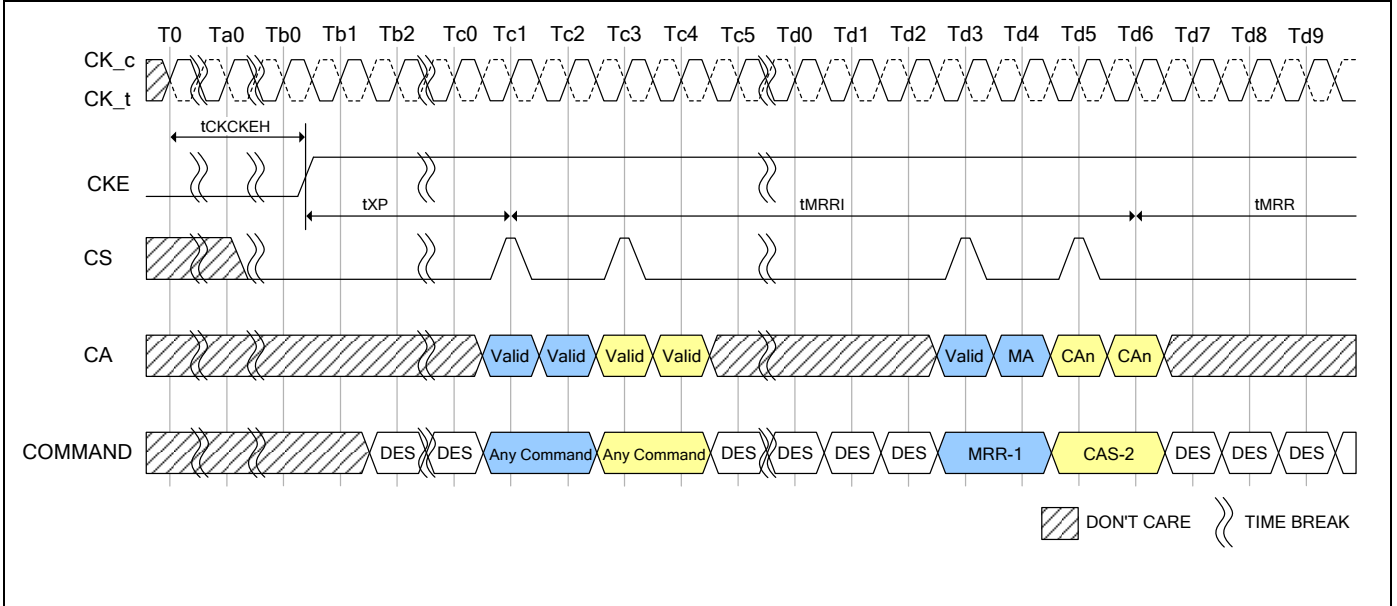 T0 Ta0 Tb0 Tb1 Tb2 Tc0 Tc1 Tc2 Tc3 Tc4 Tc5 Td0 Td1 Td2 Td3 Td4 Td5 Td6 Td7 Td8 Td9
CK_c
CK_t
tCKCKEH
CKE
tXP tMRRI tMRR
CS
CA Valid Valid Valid Valid Valid MA CAn CAn
COMMAND DES DES Any Command Any Command DES DES DES DES MRR-1 CAS-2 DES DES DES
DON'T CARE TIME BREAK